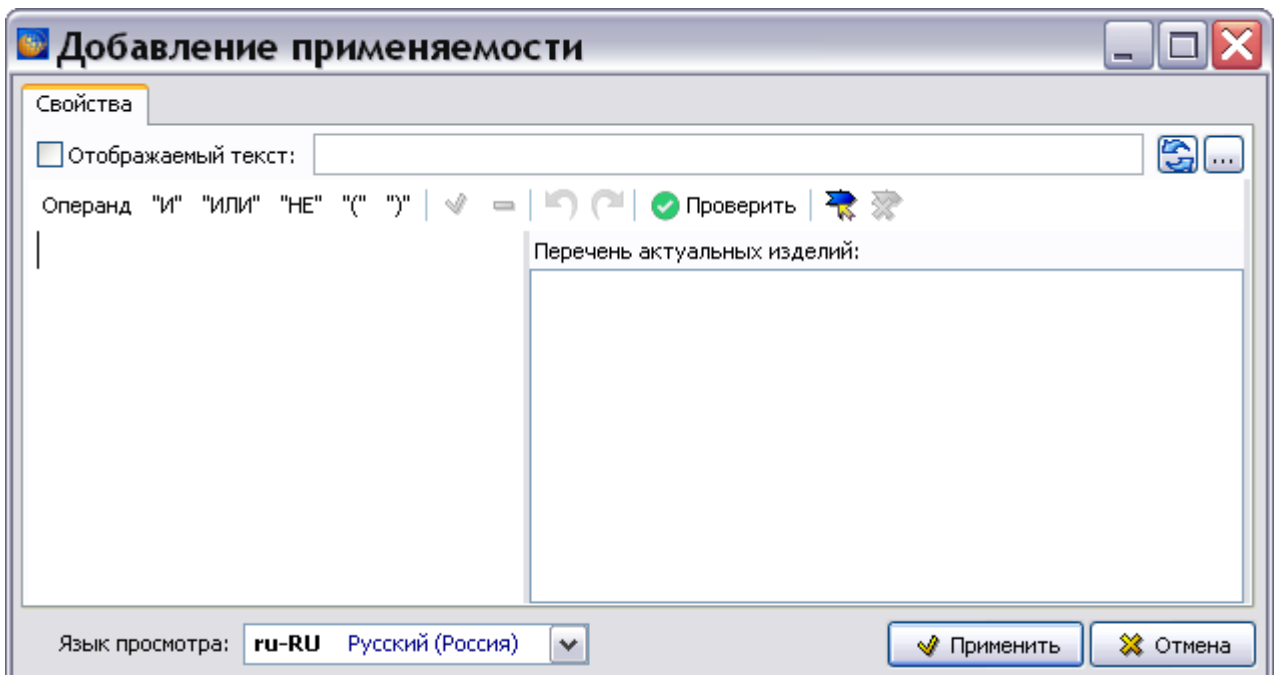 Добавление применяемости
Свойства
Отображаемый текст:
...
Операнд "И" "ИЛИ" "НЕ" "(" ")" Проверить
Перечень актуальных изделий:
Язык просмотра: ru-RU Русский (Россия) Применить Отмена